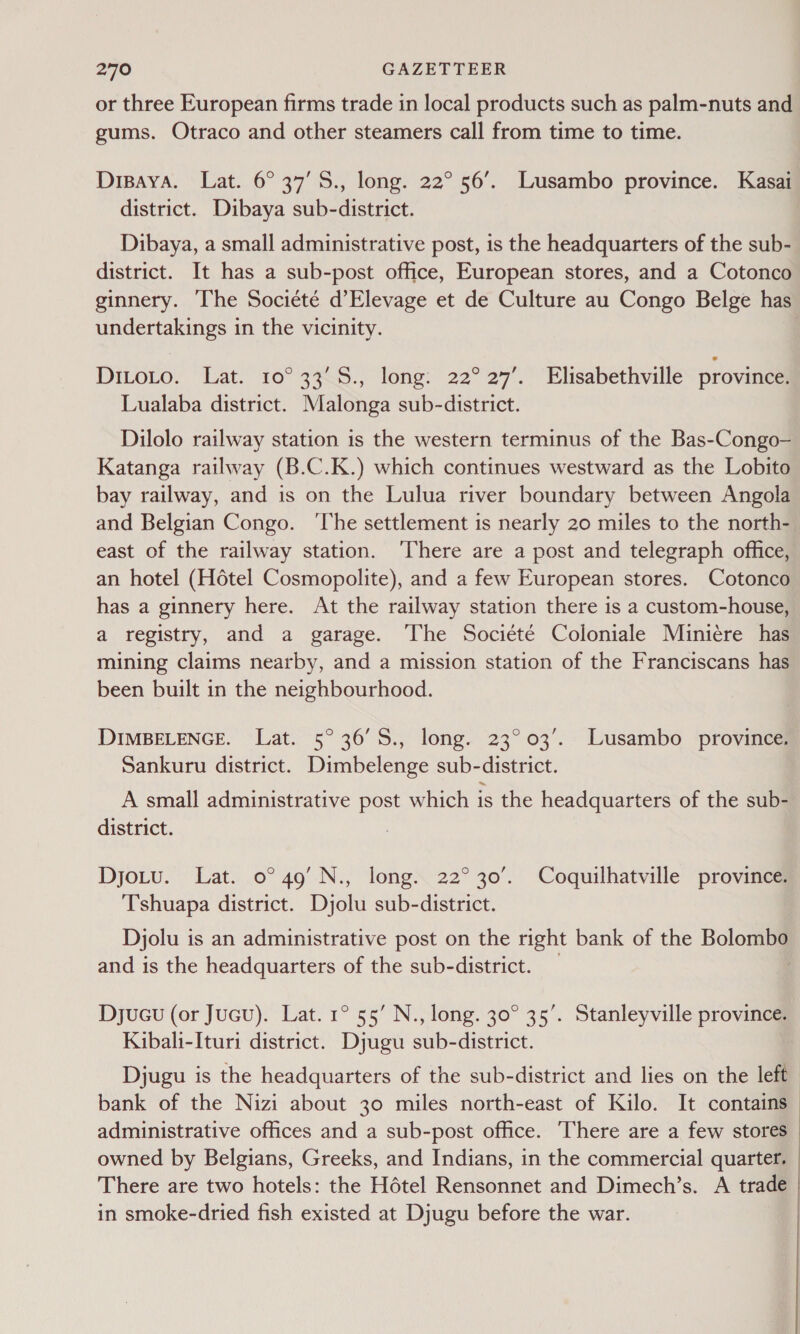 270 GAZETTEER
or three European firms trade in local products such as palm-nuts and
gums. Otraco and other steamers call from time to time.
DIBAYA. Lat. 6° 37′ S., long. 22° 56′. Lusambo province. Kasai
district. Dibaya sub-district.
Dibaya, a small administrative post, is the headquarters of the sub-
district. It has a sub-post office, European stores, and a Cotonco
ginnery. The Société d'Elevage et de Culture au Congo Belge has
undertakings in the vicinity.
DILOLO. Lat. 10° 33′ S., long. 22° 27′. Elisabethville province.
Lualaba district. Malonga sub-district.
Dilolo railway station is the western terminus of the Bas-Congo–
Katanga railway (B.C.K.) which continues westward as the Lobito
bay railway, and is on the Lulua river boundary between Angola
and Belgian Congo. The settlement is nearly 20 miles to the north-
east of the railway station. There are a post and telegraph office,
an hotel (Hôtel Cosmopolite), and a few European stores. Cotonco
has a ginnery here. At the railway station there is a custom-house,
a registry, and a garage. The Société Coloniale Minière has
mining claims nearby, and a mission station of the Franciscans has
been built in the neighbourhood.
DIMBELENGE. Lat. 5° 36′ S., long. 23° 03′. Lusambo province.
Sankuru district. Dimbelenge sub-district.
A small administrative post which is the headquarters of the sub-
district.
DJOLU. Lat. 0° 49′ N., long. 22° 30′. Coquilhatville province.
Tshuapa district. Djolu sub-district.
Djolu is an administrative post on the right bank of the Bolombo
and is the headquarters of the sub-district.
DJUGU (or JUGU). Lat. 1° 55′ N., long. 30° 35′. Stanleyville province.
Kibali-Ituri district. Djugu sub-district.
Djugu is the headquarters of the sub-district and lies on the left
bank of the Nizi about 30 miles north-east of Kilo. It contains
administrative offices and a sub-post office. There are a few stores
owned by Belgians, Greeks, and Indians, in the commercial quarter.
There are two hotels: the Hôtel Rensonnet and Dimech's. A trade
in smoke-dried fish existed at Djugu before the war.